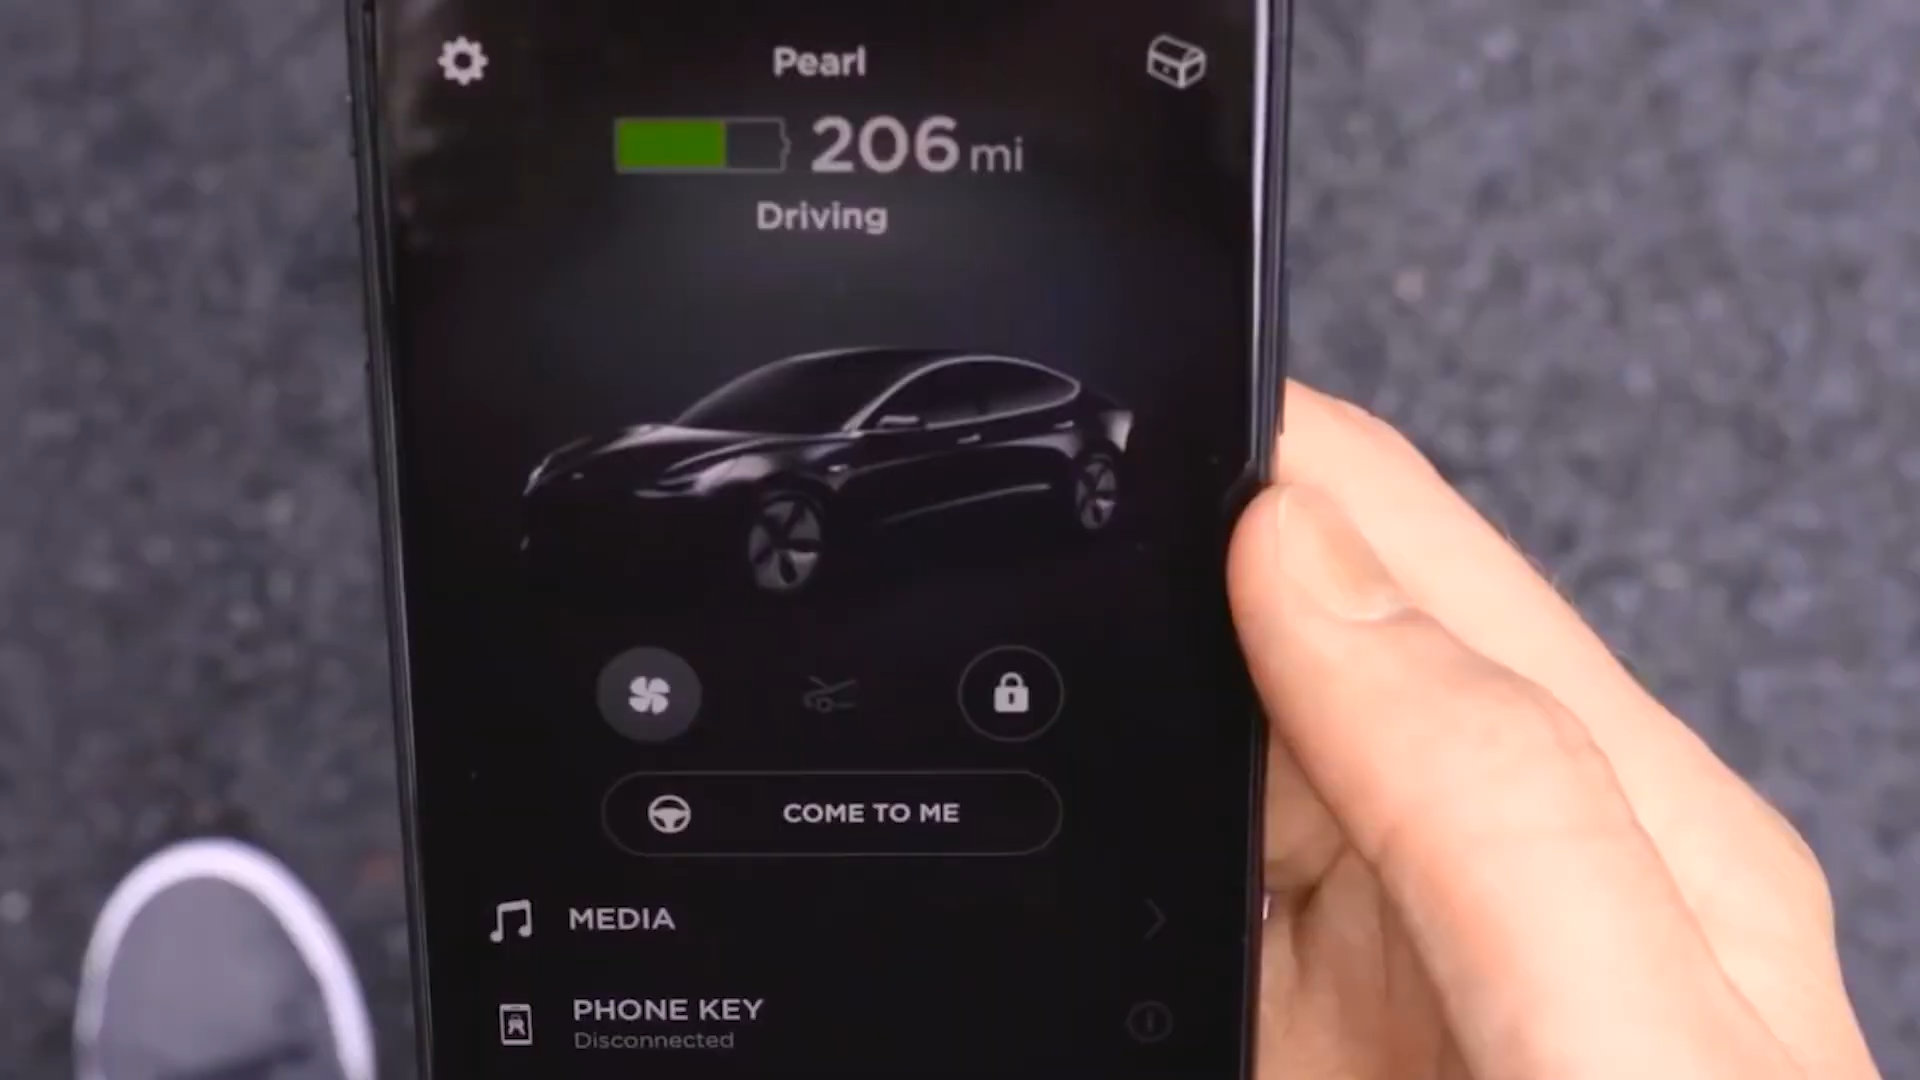 Pearl
206 mi
Driving
COME TO ME
MEDIA
PHONE KEY
Disconnected